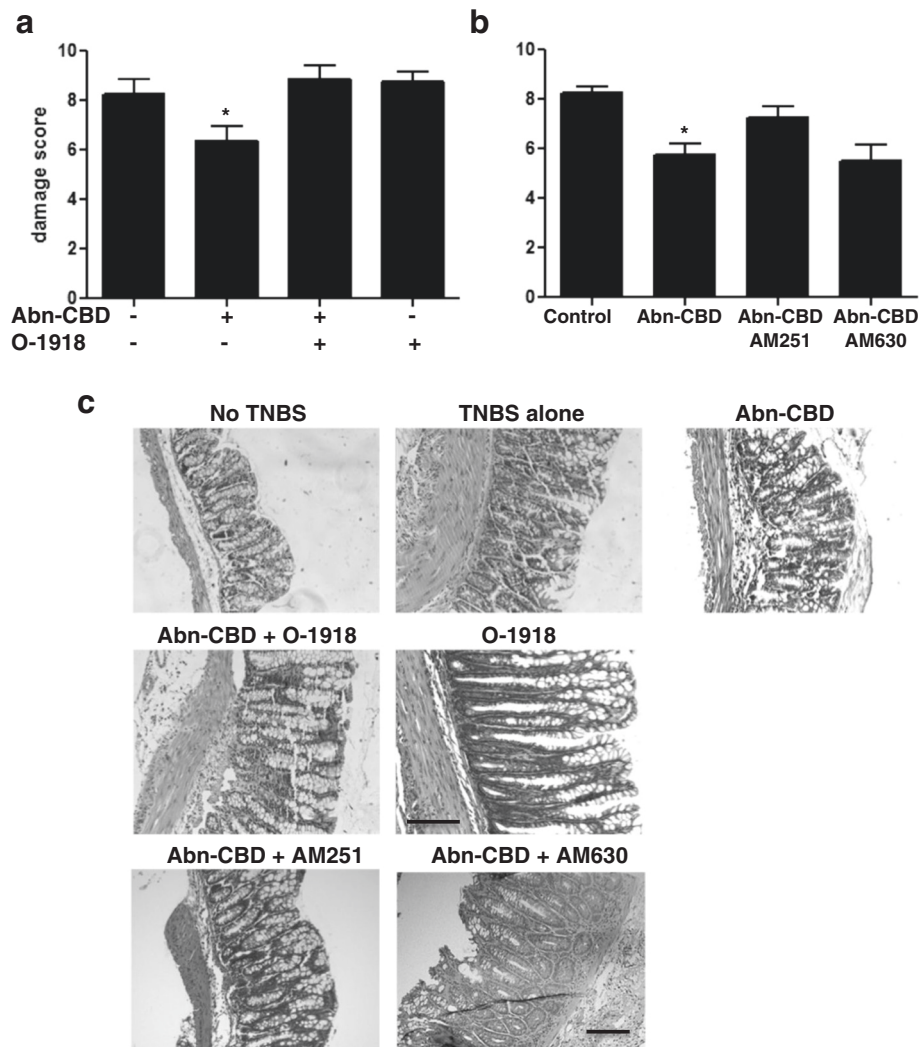 a
b
10
8
6
4
2
0
damage score
*
Abn-CBD - + + -
O-1918 - - + +
10
8
6
4
2
0
*
Control Abn-CBD Abn-CBD Abn-CBD
AM251 AM630
c
No TNBS TNBS alone Abn-CBD
Abn-CBD + O-1918 O-1918
Abn-CBD + AM251 Abn-CBD + AM630